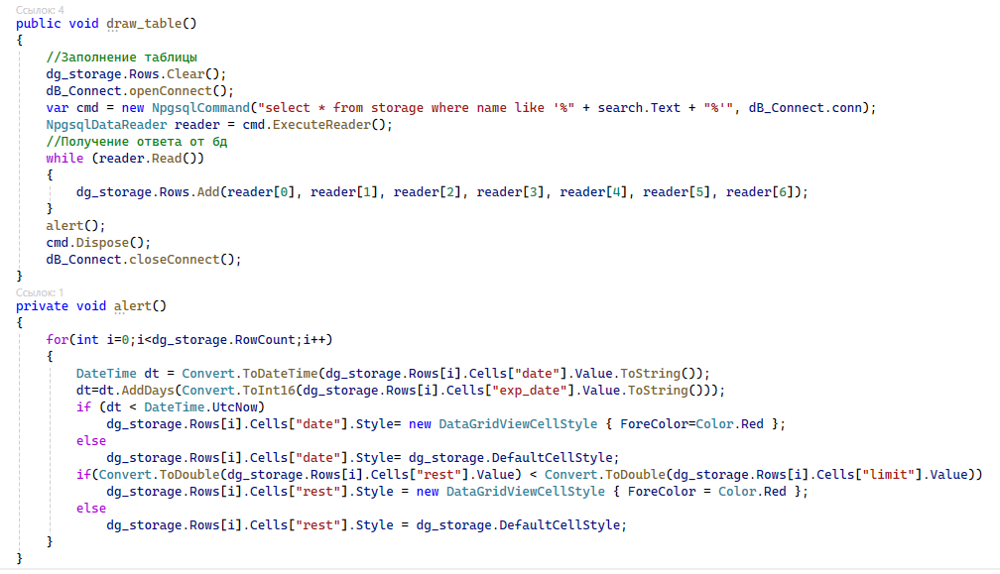 Ссылок: 4
public void draw_table()
{
    //Заполнение таблицы
    dg_storage.Rows.Clear();
    dB_Connect.openConnect();
    var cmd = new NpgsqlCommand("select * from storage where name like '%" + search.Text + "%'", dB_Connect.conn);
    NpgsqlDataReader reader = cmd.ExecuteReader();
    //Получение ответа от бд
    while (reader.Read())
    {
        dg_storage.Rows.Add(reader[0], reader[1], reader[2], reader[3], reader[4], reader[5], reader[6]);
    }
    alert();
    cmd.Dispose();
    dB_Connect.closeConnect();
}
Ссылок: 1
private void alert()
{
    for(int i=0;i<dg_storage.RowCount;i++)
    {
        DateTime dt = Convert.ToDateTime(dg_storage.Rows[i].Cells["date"].Value.ToString());
        dt=dt.AddDays(Convert.ToInt16(dg_storage.Rows[i].Cells["exp_date"].Value.ToString()));
        if (dt < DateTime.UtcNow)
            dg_storage.Rows[i].Cells["date"].Style= new DataGridViewCellStyle { ForeColor=Color.Red };
        else
            dg_storage.Rows[i].Cells["date"].Style= dg_storage.DefaultCellStyle;
        if(Convert.ToDouble(dg_storage.Rows[i].Cells["rest"].Value) < Convert.ToDouble(dg_storage.Rows[i].Cells["limit"].Value))
            dg_storage.Rows[i].Cells["rest"].Style = new DataGridViewCellStyle { ForeColor = Color.Red };
        else
            dg_storage.Rows[i].Cells["rest"].Style = dg_storage.DefaultCellStyle;
    }
}